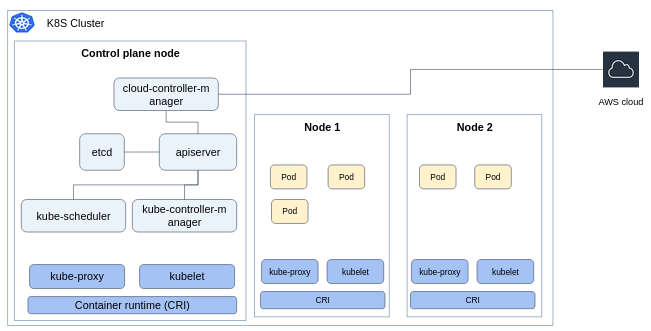 K8S Cluster
Control plane node
cloud-controller-m
anager
AWS cloud
etcd
apiserver
kube-scheduler
kube-controller-m
anager
kube-proxy
kubelet
Container runtime (CRI)
Node 1
Pod
Pod
Pod
kube-proxy
kubelet
CRI
Node 2
Pod
Pod
kube-proxy
kubelet
CRI